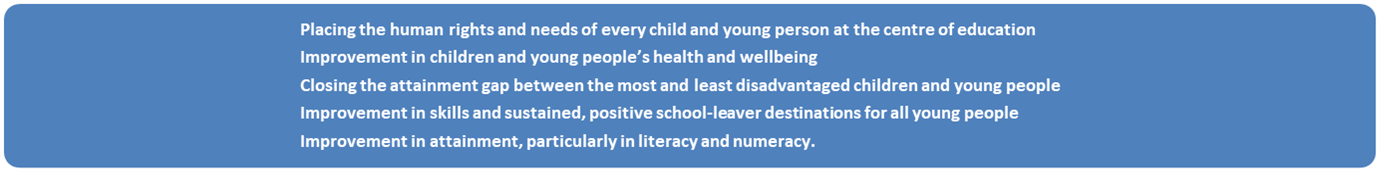 Placing the human rights and needs of every child and young person at the centre of education
Improvement in children and young people’s health and wellbeing
Closing the attainment gap between the most and least disadvantaged children and young people
Improvement in skills and sustained, positive school-leaver destinations for all young people
Improvement in attainment, particularly in literacy and numeracy.